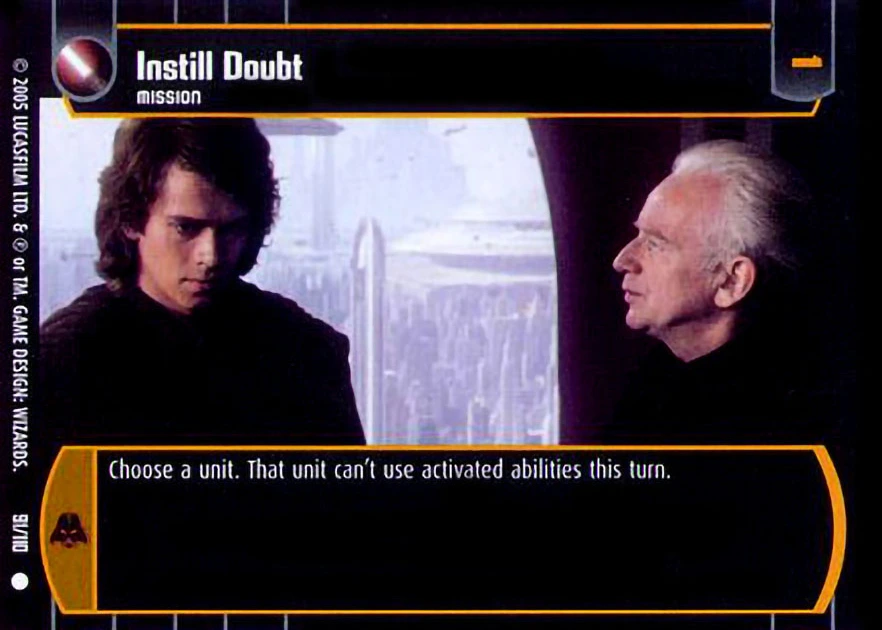 Instill Doubt
MISSION
1
Choose a unit. That unit can't use activated abilities this turn.
© 2005 LUCASFILM LTD. & ® or TM. GAME DESIGN: WIZARDS.
91/110